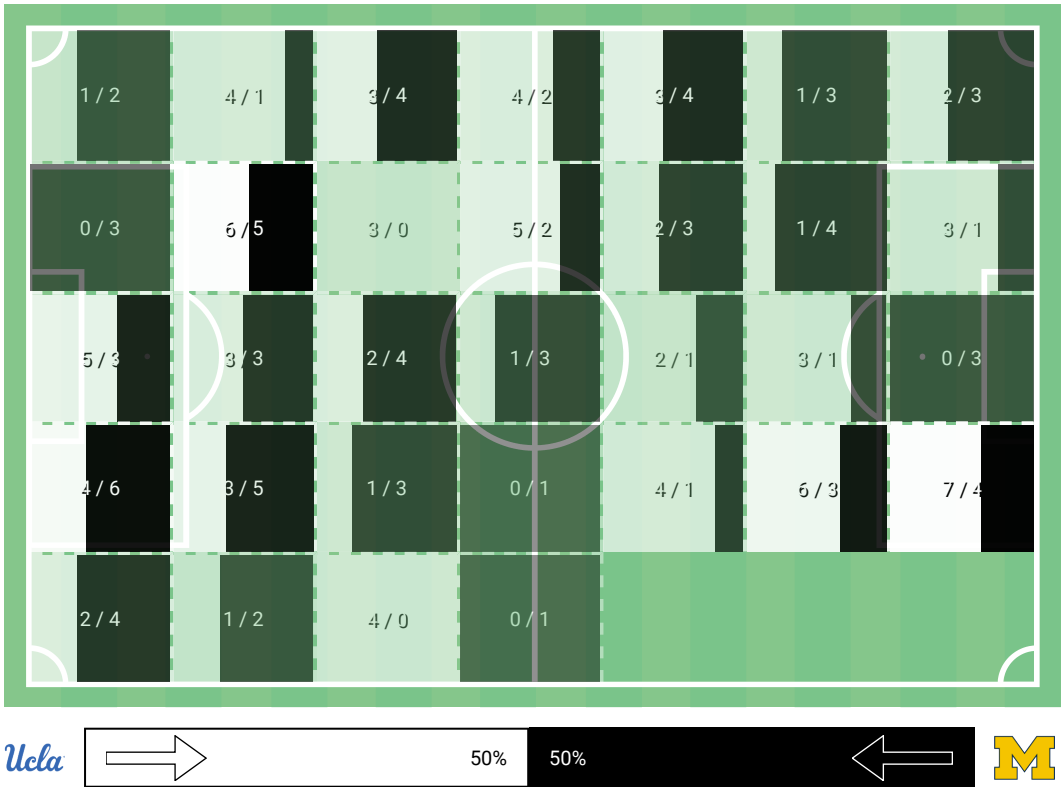 1 / 2 4 / 1 3 / 4 4 / 2 3 / 4 1 / 3 2 / 3
0 / 3 6 / 5 3 / 0 5 / 2 2 / 3 1 / 4 3 / 1
5 / 3 3 / 3 2 / 4 1 / 3 2 / 1 3 / 1 0 / 3
4 / 6 3 / 5 1 / 3 0 / 1 4 / 1 6 / 3 7 / 4
2 / 4 1 / 2 4 / 0 0 / 1
Ucla 50% 50% M